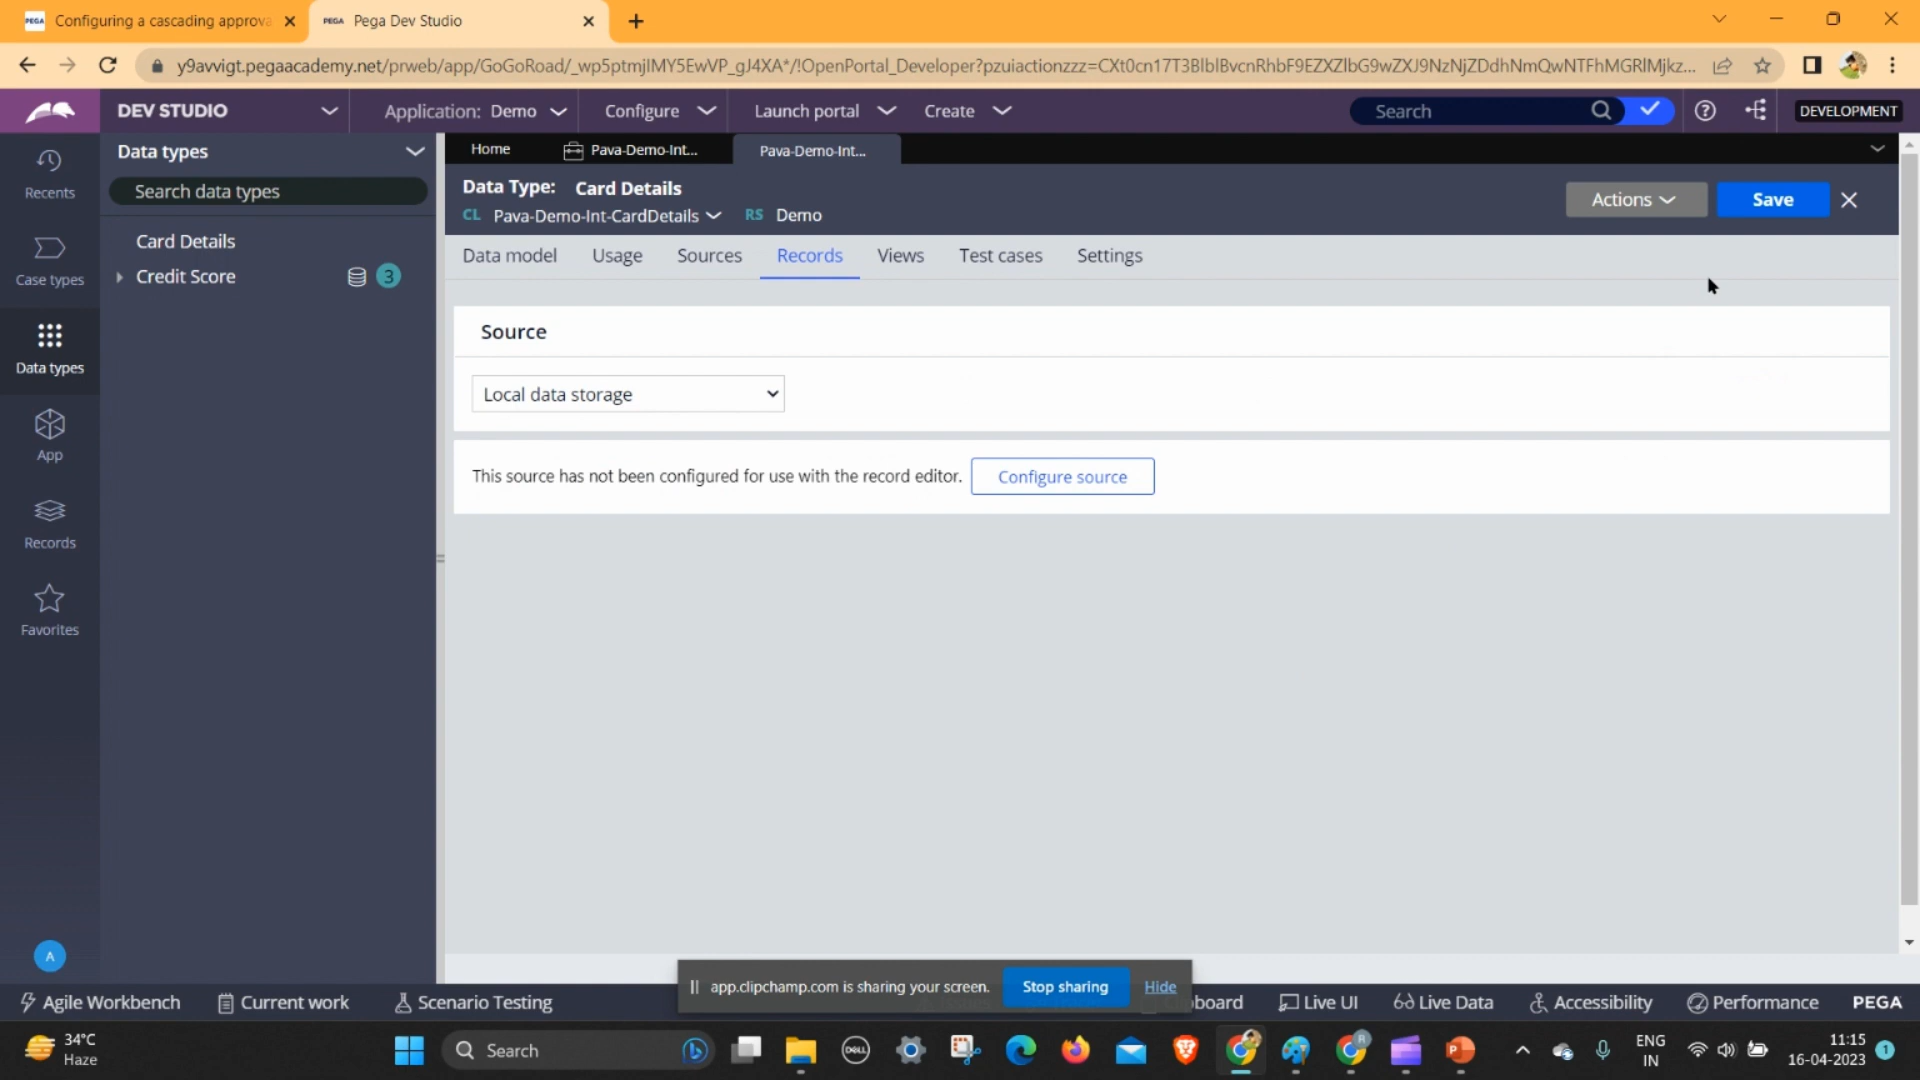 PEGA Configuring a cascading approva
PEGA Pega Dev Studio
y9avvigt.pegaacademy.net/prweb/app/GoGoRoad/_wp5ptmjIMY5EwVP_gJ4XA*/!OpenPortal_Developer?pzuiactionzzz=CXt0cn17T3BlblBvcnRhbF9EZXZlbG9wZXJ9NzNjZDdhNmQwNTFhMGRlMjkz...
DEV STUDIO
Application: Demo
Configure
Launch portal
Create
Search
DEVELOPMENT
Recents
Case types
Data types
App
Records
Favorites
A
Data types
Search data types
Card Details
Credit Score
3
Home
Pava-Demo-Int...
Pava-Demo-Int...
Data Type: Card Details
CL Pava-Demo-Int-CardDetails RS Demo
Actions
Save
Data model
Usage
Sources
Records
Views
Test cases
Settings
Source
Local data storage
This source has not been configured for use with the record editor.
Configure source
app.clipchamp.com is sharing your screen.
Stop sharing
Hide
Agile Workbench
Current work
Scenario Testing
pboard
Live UI
Live Data
Accessibility
Performance
PEGA
34°C
Haze
Search
DELL
ENG
IN
11:15
16-04-2023
1